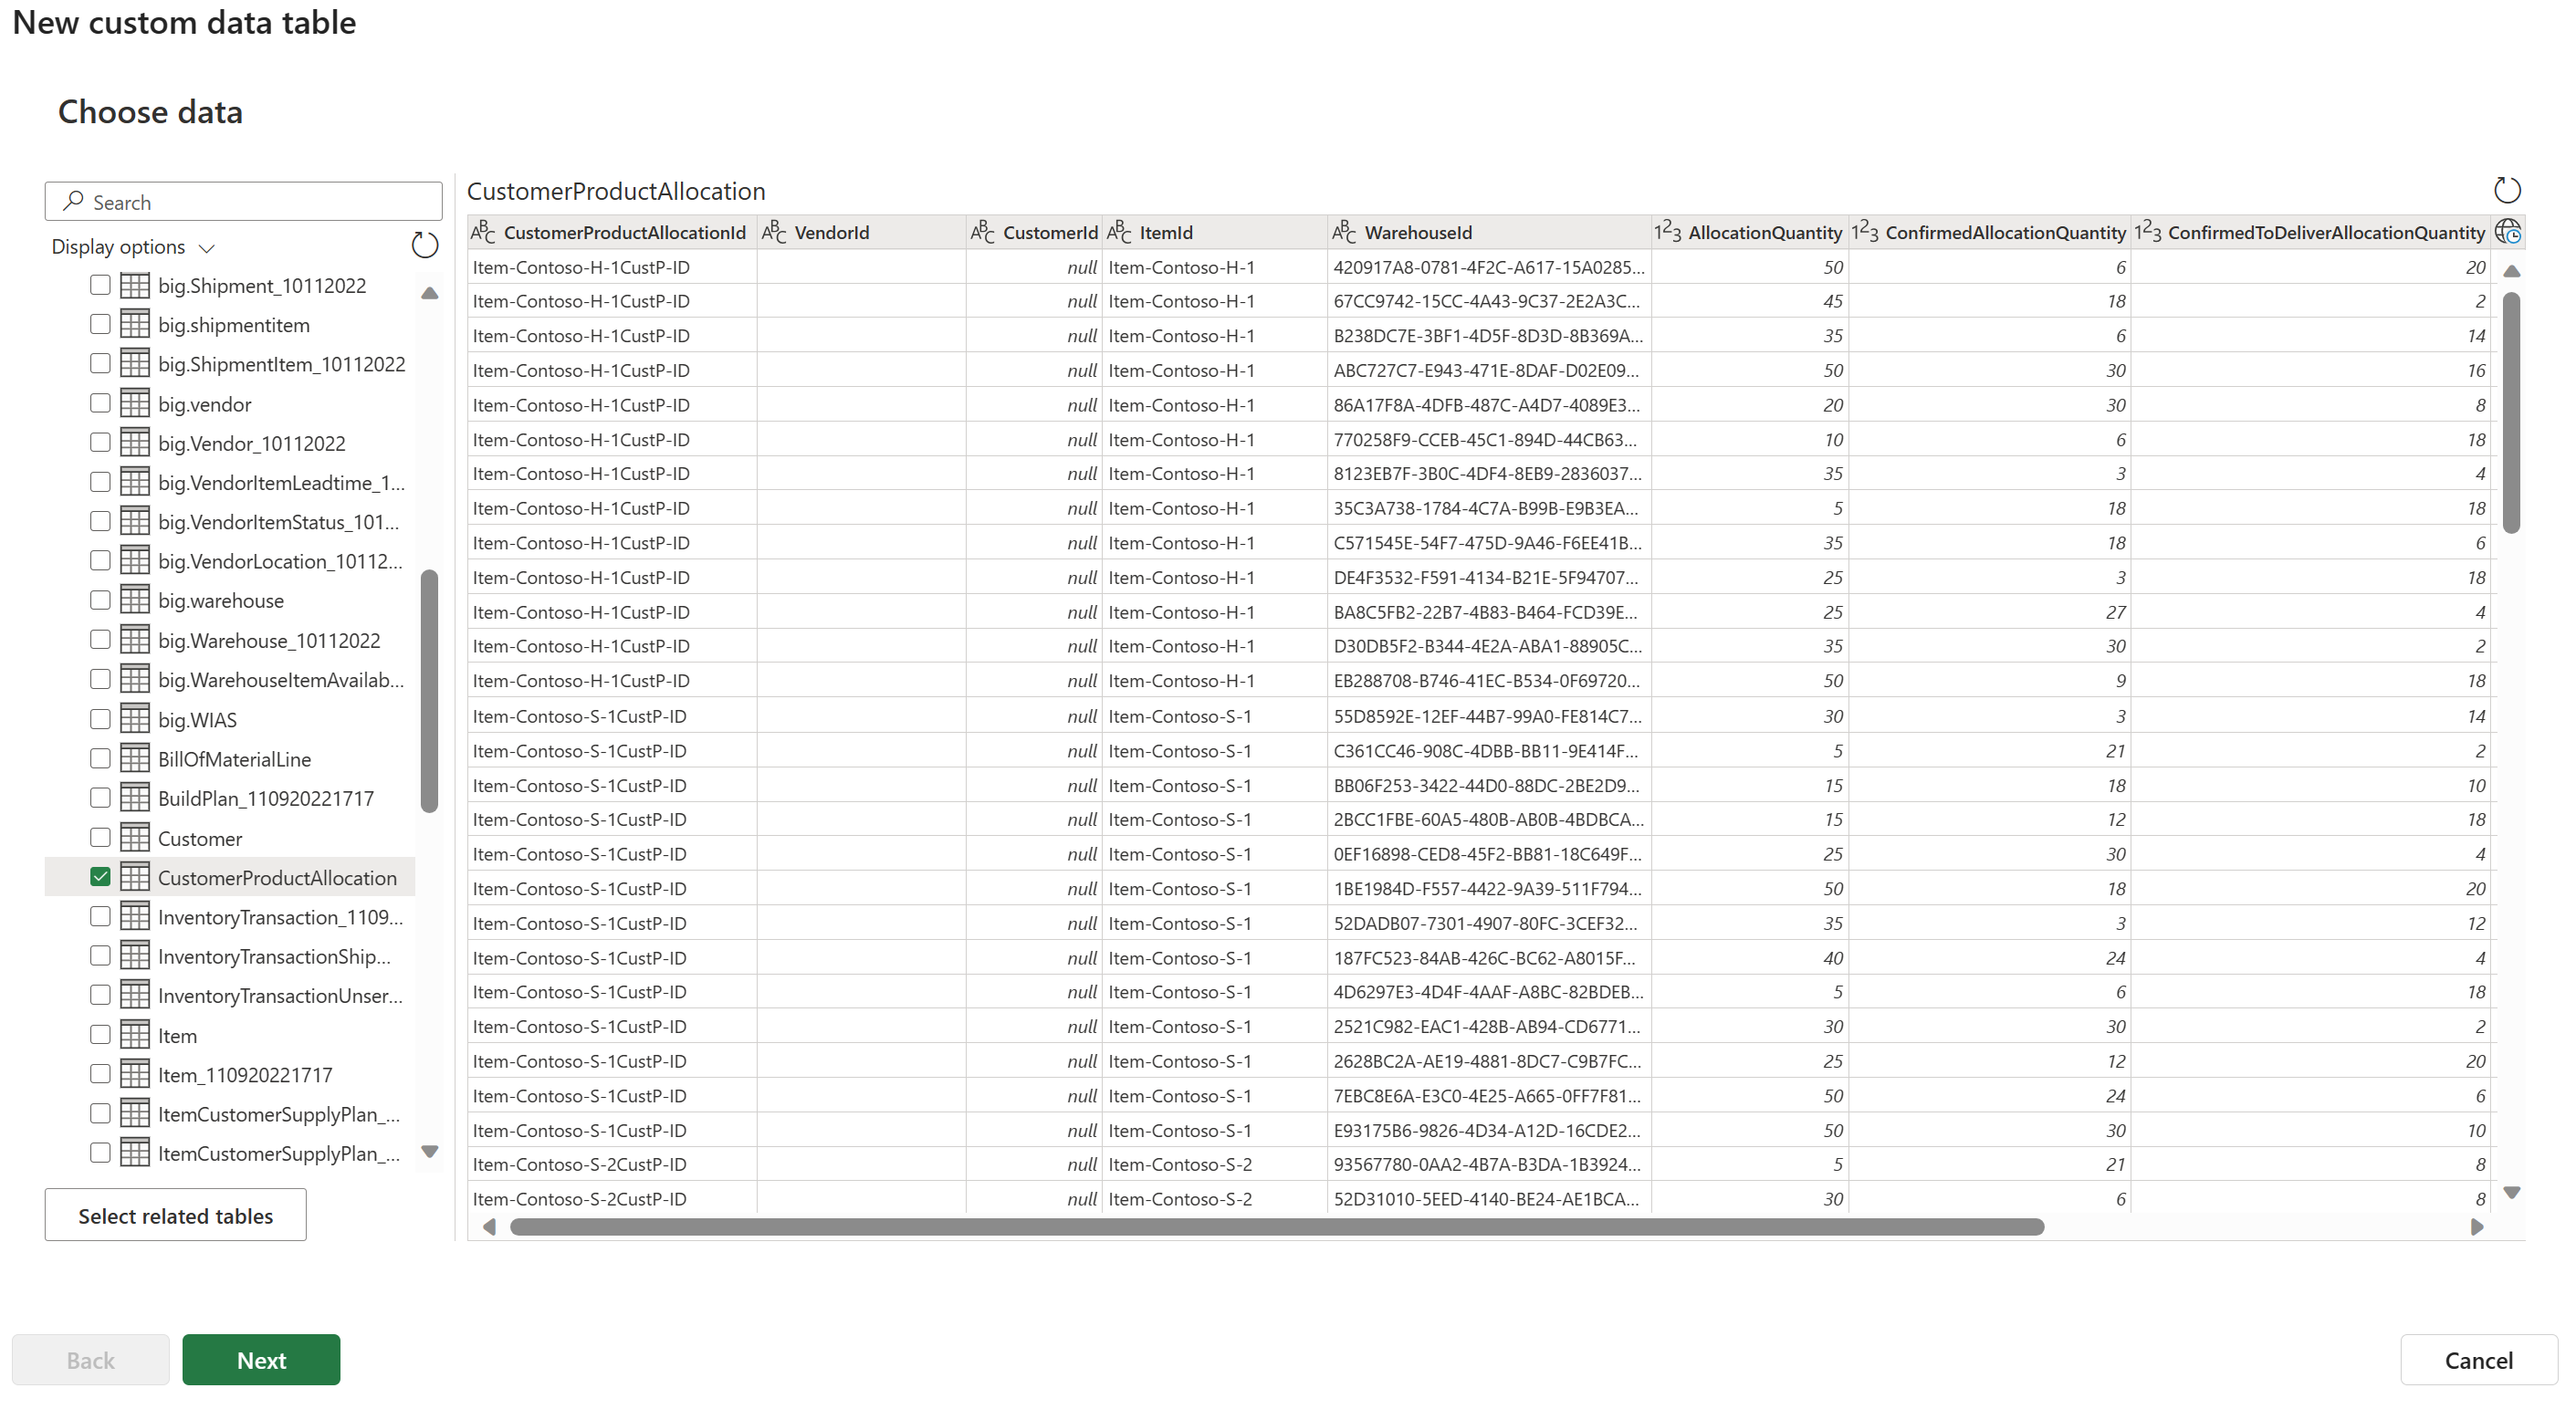 New custom data table
Choose data
Search
Display options
big.Shipment_10112022
big.shipmentitem
big.ShipmentItem_10112022
big.vendor
big.Vendor_10112022
big.VendorItemLeadtime_1...
big.VendorItemStatus_101...
big.VendorLocation_10112...
big.warehouse
big.Warehouse_10112022
big.WarehouseItemAvailab...
big.WIAS
BillOfMaterialLine
BuildPlan_110920221717
Customer
CustomerProductAllocation
InventoryTransaction_1109...
InventoryTransactionShip...
InventoryTransactionUnser...
Item
Item_110920221717
ItemCustomerSupplyPlan_...
ItemCustomerSupplyPlan_...
Select related tables
CustomerProductAllocation
ABC CustomerProductAllocationId ABC VendorId ABC CustomerId ABC ItemId ABC WarehouseId 123 AllocationQuantity 123 ConfirmedAllocationQuantity 123 ConfirmedToDeliverAllocationQuantity
Item-Contoso-H-1CustP-ID null Item-Contoso-H-1 420917A8-0781-4F2C-A617-15A0285... 50 6 20
Item-Contoso-H-1CustP-ID null Item-Contoso-H-1 67CC9742-15CC-4A43-9C37-2E2A3C... 45 18 2
Item-Contoso-H-1CustP-ID null Item-Contoso-H-1 B238DC7E-3BF1-4D5F-8D3D-8B369A... 35 6 14
Item-Contoso-H-1CustP-ID null Item-Contoso-H-1 ABC727C7-E943-471E-8DAF-D02E09... 50 30 16
Item-Contoso-H-1CustP-ID null Item-Contoso-H-1 86A17F8A-4DFB-487C-A4D7-4089E3... 20 30 8
Item-Contoso-H-1CustP-ID null Item-Contoso-H-1 770258F9-CCEB-45C1-894D-44CB63... 10 6 18
Item-Contoso-H-1CustP-ID null Item-Contoso-H-1 8123EB7F-3B0C-4DF4-8EB9-2836037... 35 3 4
Item-Contoso-H-1CustP-ID null Item-Contoso-H-1 35C3A738-1784-4C7A-B99B-E9B3EA... 5 18 18
Item-Contoso-H-1CustP-ID null Item-Contoso-H-1 C571545E-54F7-475D-9A46-F6EE41B... 35 18 6
Item-Contoso-H-1CustP-ID null Item-Contoso-H-1 DE4F3532-F591-4134-B21E-5F94707... 25 3 18
Item-Contoso-H-1CustP-ID null Item-Contoso-H-1 BA8C5FB2-22B7-4B83-B464-FCD39E... 25 27 4
Item-Contoso-H-1CustP-ID null Item-Contoso-H-1 D30DB5F2-B344-4E2A-ABA1-88905C... 35 30 2
Item-Contoso-H-1CustP-ID null Item-Contoso-H-1 EB288708-B746-41EC-B534-0F69720... 50 9 18
Item-Contoso-S-1CustP-ID null Item-Contoso-S-1 55D8592E-12EF-44B7-99A0-FE814C7... 30 3 14
Item-Contoso-S-1CustP-ID null Item-Contoso-S-1 C361CC46-908C-4DBB-BB11-9E414F... 5 21 2
Item-Contoso-S-1CustP-ID null Item-Contoso-S-1 BB06F253-3422-44D0-88DC-2BE2D9... 15 18 10
Item-Contoso-S-1CustP-ID null Item-Contoso-S-1 2BCC1FBE-60A5-480B-AB0B-4BDBCA... 15 12 18
Item-Contoso-S-1CustP-ID null Item-Contoso-S-1 0EF16898-CED8-45F2-BB81-18C649F... 25 30 4
Item-Contoso-S-1CustP-ID null Item-Contoso-S-1 1BE1984D-F557-4422-9A39-511F794... 50 18 20
Item-Contoso-S-1CustP-ID null Item-Contoso-S-1 52DADB07-7301-4907-80FC-3CEF32... 35 3 12
Item-Contoso-S-1CustP-ID null Item-Contoso-S-1 187FC523-84AB-426C-BC62-A8015F... 40 24 4
Item-Contoso-S-1CustP-ID null Item-Contoso-S-1 4D6297E3-4D4F-4AAF-A8BC-82BDEB... 5 6 18
Item-Contoso-S-1CustP-ID null Item-Contoso-S-1 2521C982-EAC1-428B-AB94-CD6771... 30 30 2
Item-Contoso-S-1CustP-ID null Item-Contoso-S-1 2628BC2A-AE19-4881-8DC7-C9B7FC... 25 12 20
Item-Contoso-S-1CustP-ID null Item-Contoso-S-1 7EBC8E6A-E3C0-4E25-A665-0FF7F81... 50 24 6
Item-Contoso-S-1CustP-ID null Item-Contoso-S-1 E93175B6-9826-4D34-A12D-16CDE2... 50 30 10
Item-Contoso-S-2CustP-ID null Item-Contoso-S-2 93567780-0AA2-4B7A-B3DA-1B3924... 5 21 8
Item-Contoso-S-2CustP-ID null Item-Contoso-S-2 52D31010-5EED-4140-BE24-AE1BCA... 30 6 8
Back
Next
Cancel